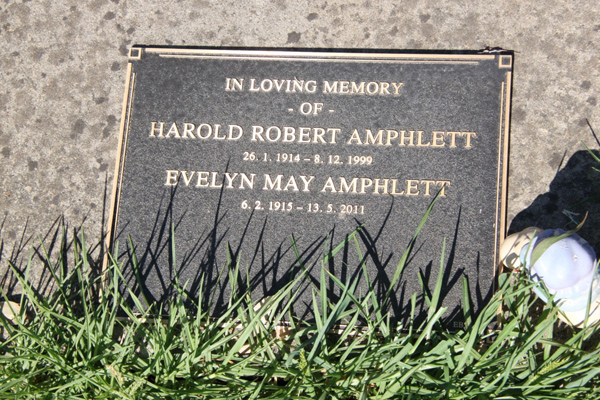 IN LOVING MEMORY
- OF -
HAROLD ROBERT AMPHLETT
26. 1. 1914 – 8. 12. 1999
EVELYN MAY AMPHLETT
6. 2. 1915 – 13. 5. 2011